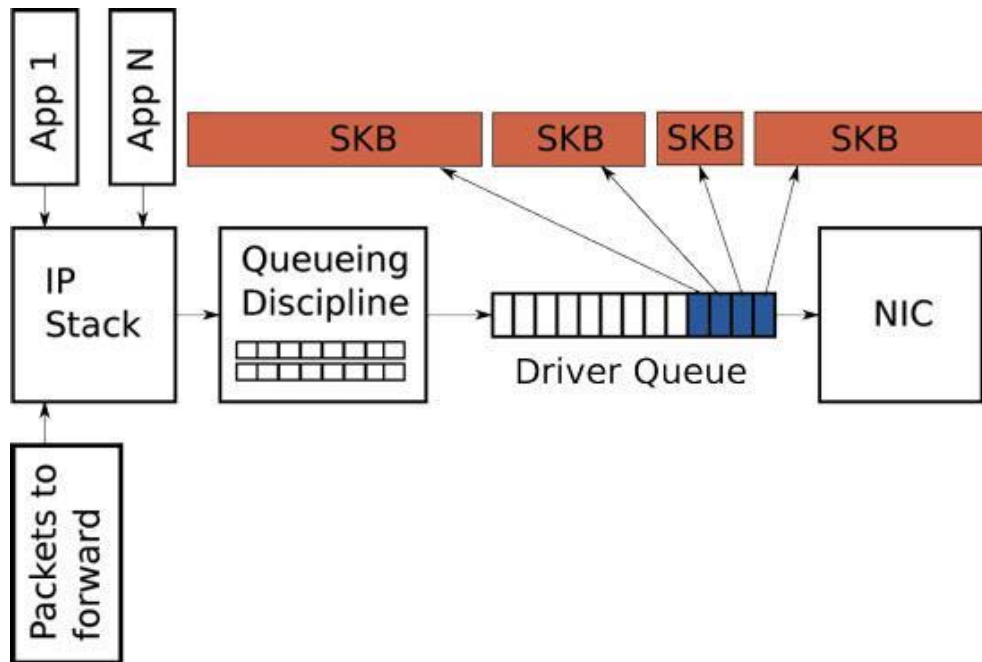 App 1
App N
SKB
SKB
SKB
SKB
IP
Stack
Queueing
Discipline
Driver Queue
NIC
Packets to
forward